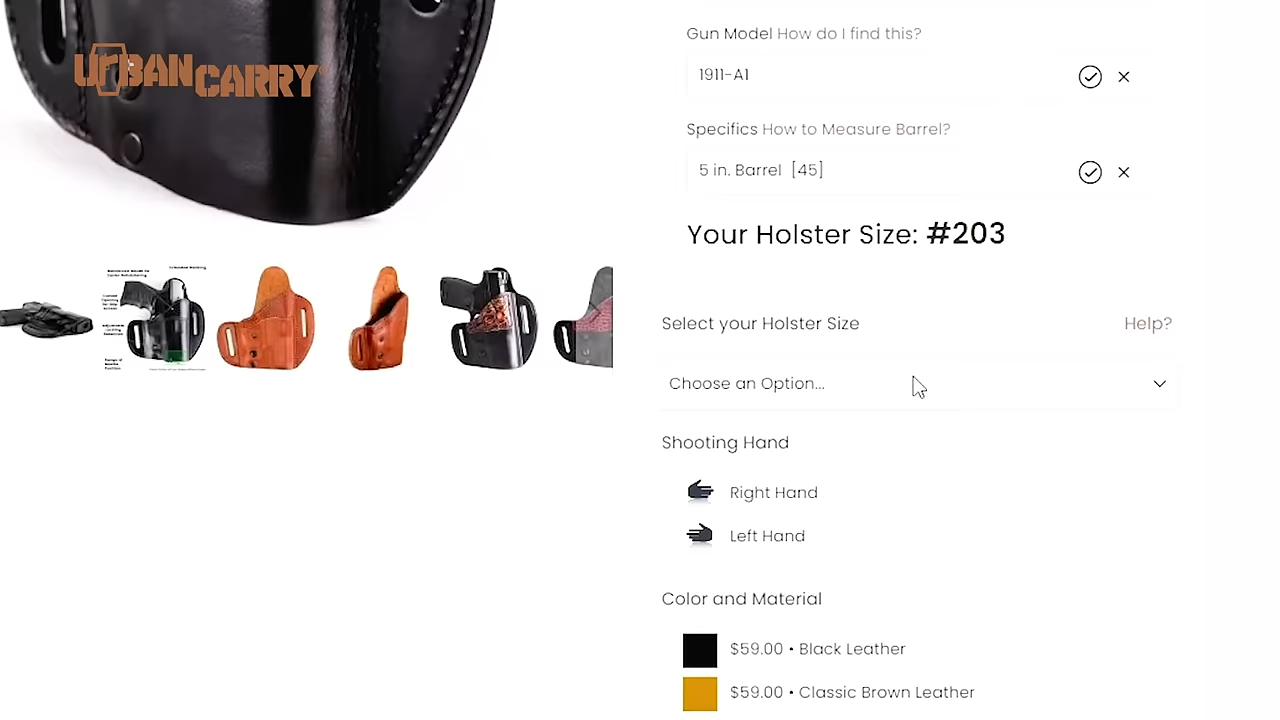 URBAN CARRY
Gun Model How do I find this?
1911-A1
Specifics How to Measure Barrel?
5 in. Barrel [45]
Your Holster Size: #203
Select your Holster Size Help?
Choose an Option...
Shooting Hand
Right Hand
Left Hand
Color and Material
$59.00 • Black Leather
$59.00 • Classic Brown Leather